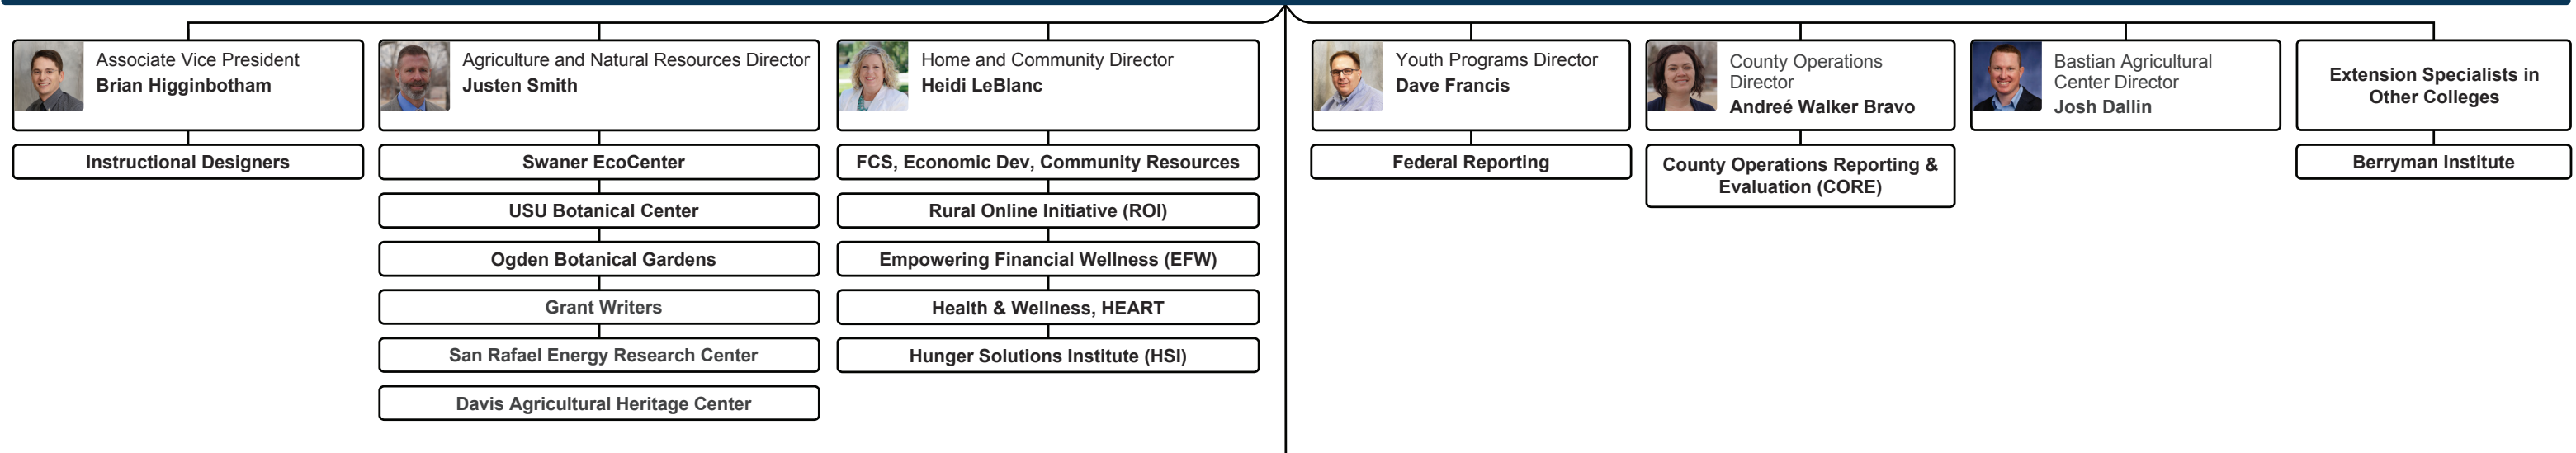 Associate Vice President
Brian Higginbotham
Instructional Designers
Agriculture and Natural Resources Director
Justen Smith
Swaner EcoCenter
USU Botanical Center
Ogden Botanical Gardens
Grant Writers
San Rafael Energy Research Center
Davis Agricultural Heritage Center
Home and Community Director
Heidi LeBlanc
FCS, Economic Dev, Community Resources
Rural Online Initiative (ROI)
Empowering Financial Wellness (EFW)
Health & Wellness, HEART
Hunger Solutions Institute (HSI)
Youth Programs Director
Dave Francis
Federal Reporting
County Operations
Director
Andreé Walker Bravo
County Operations Reporting &
Evaluation (CORE)
Bastian Agricultural
Center Director
Josh Dallin
Extension Specialists in
Other Colleges
Berryman Institute